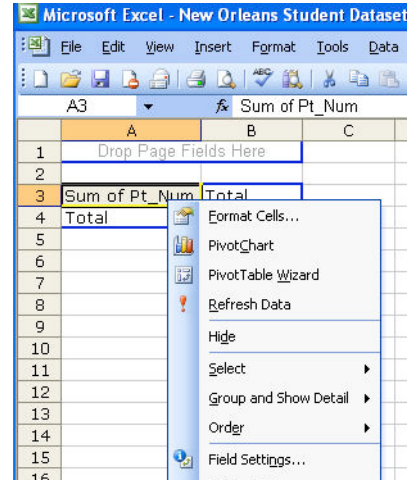 Microsoft Excel - New Orleans Student Dataset
File Edit View Insert Format Tools Data
A3 fx Sum of Pt_Num
A B C
1 Drop Page Fields Here
2
3 Sum of Pt_Num Total
4 Total
Format Cells...
5
PivotChart
6
PivotTable Wizard
7
8 Refresh Data
9
Hide
10
11 Select
12 Group and Show Detail
13
Order
14
15 Field Settings...
16